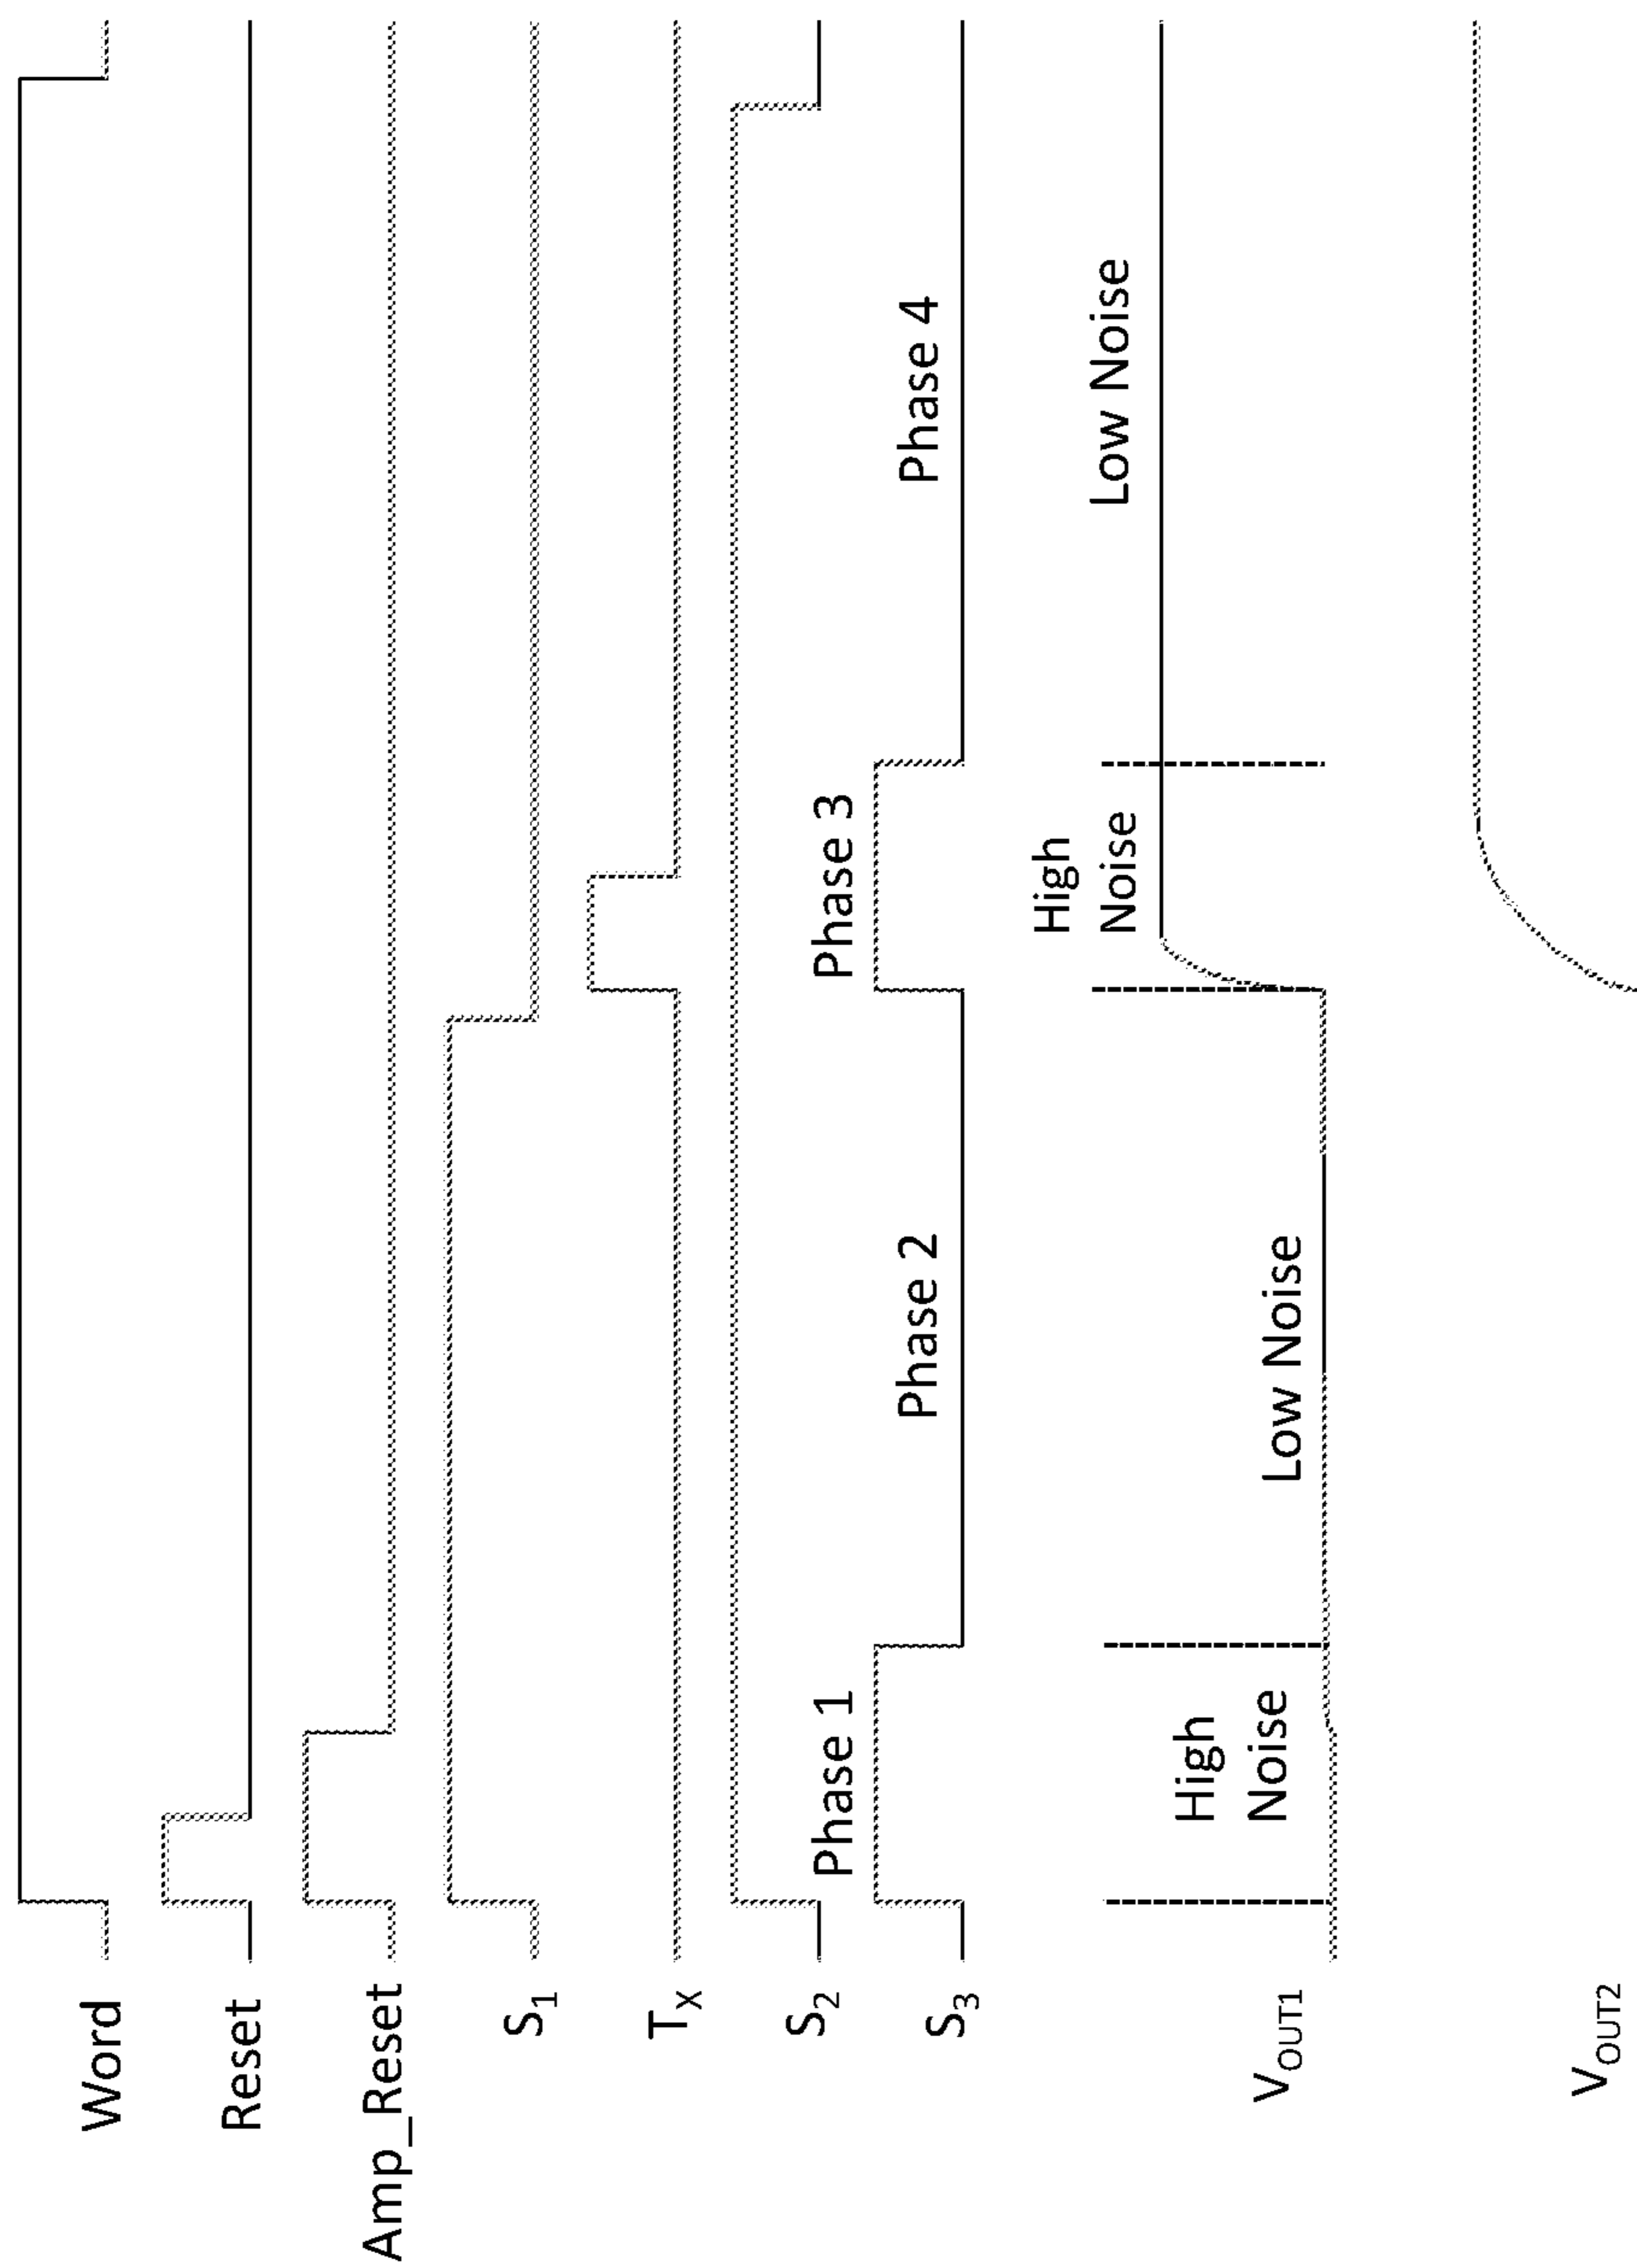 Word
Reset
Amp_Reset
S1
TX
S2
Phase 1
Phase 3
S3
Phase 2
Phase 4
High
Noise
Low Noise
High
Noise
Low Noise
VOUT1
VOUT2